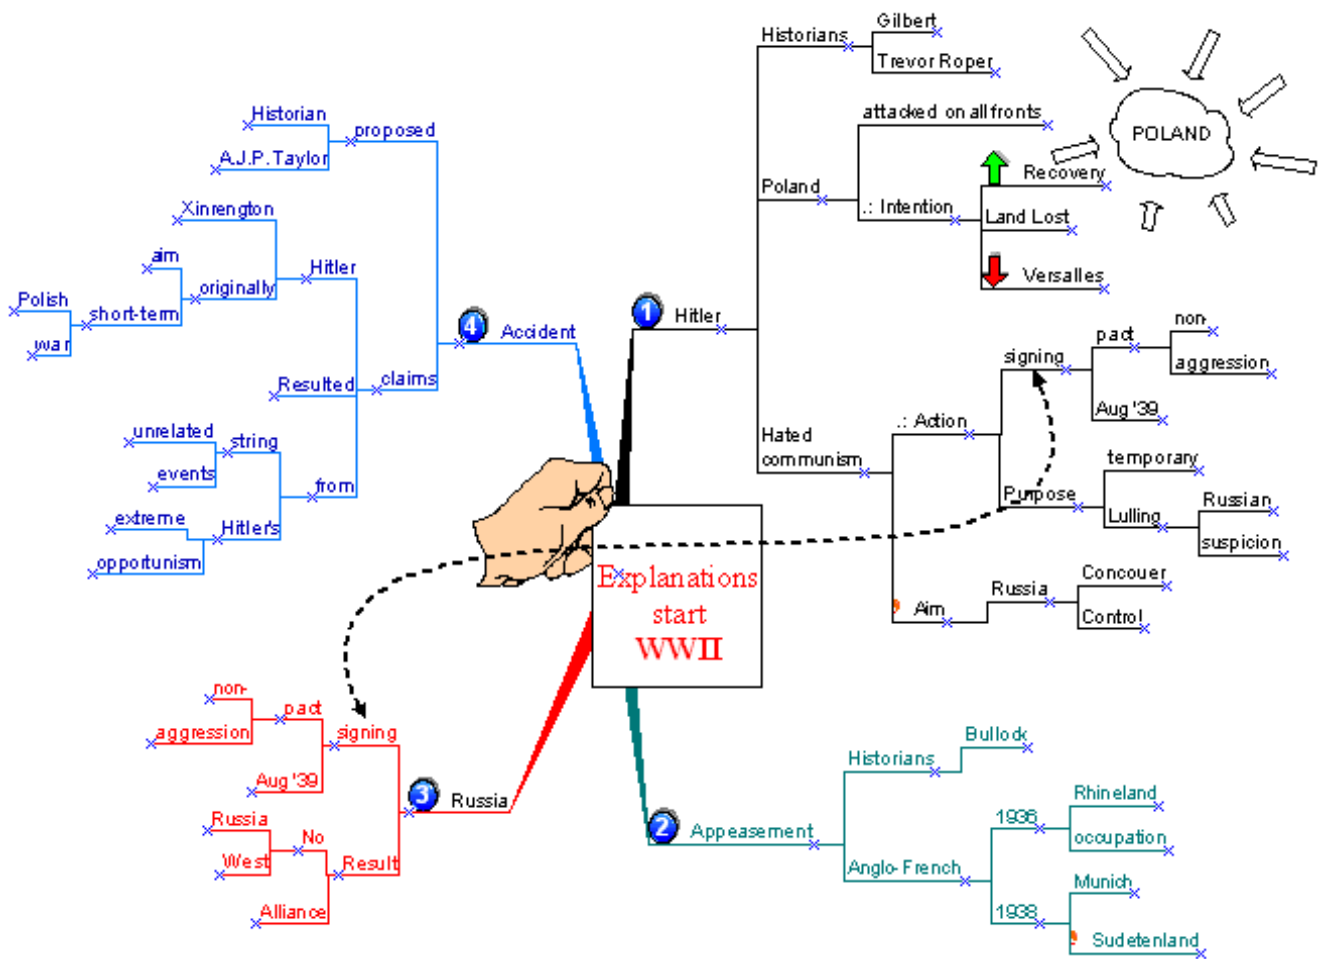 Explanations
start
WWII
1
Hitler
Historians
Gilbert
Trevor Roper
Poland
attacked on all fronts
.: Intention
Recovery
Land Lost
Versalles
POLAND
Hated
communism
.: Action
signing
pact
non-
aggression
Aug '39
Purpose
temporary
Lulling
Russian
suspicion
Aim
Russia
Concouer
Control
2
Appeasement
Historians
Bullock
Anglo-French
1936
Rhineland
occupation
1938
Munich
Sudetenland
3
Russia
signing
pact
non-
aggression
Aug '39
Result
No
Russia
West
Alliance
4
Accident
proposed
Historian
A.J.P. Taylor
claims
Hitler
Xinrengton
originally
aim
short-term
Polish
war
Resulted
from
string
unrelated
events
Hitler's
extreme
opportunism